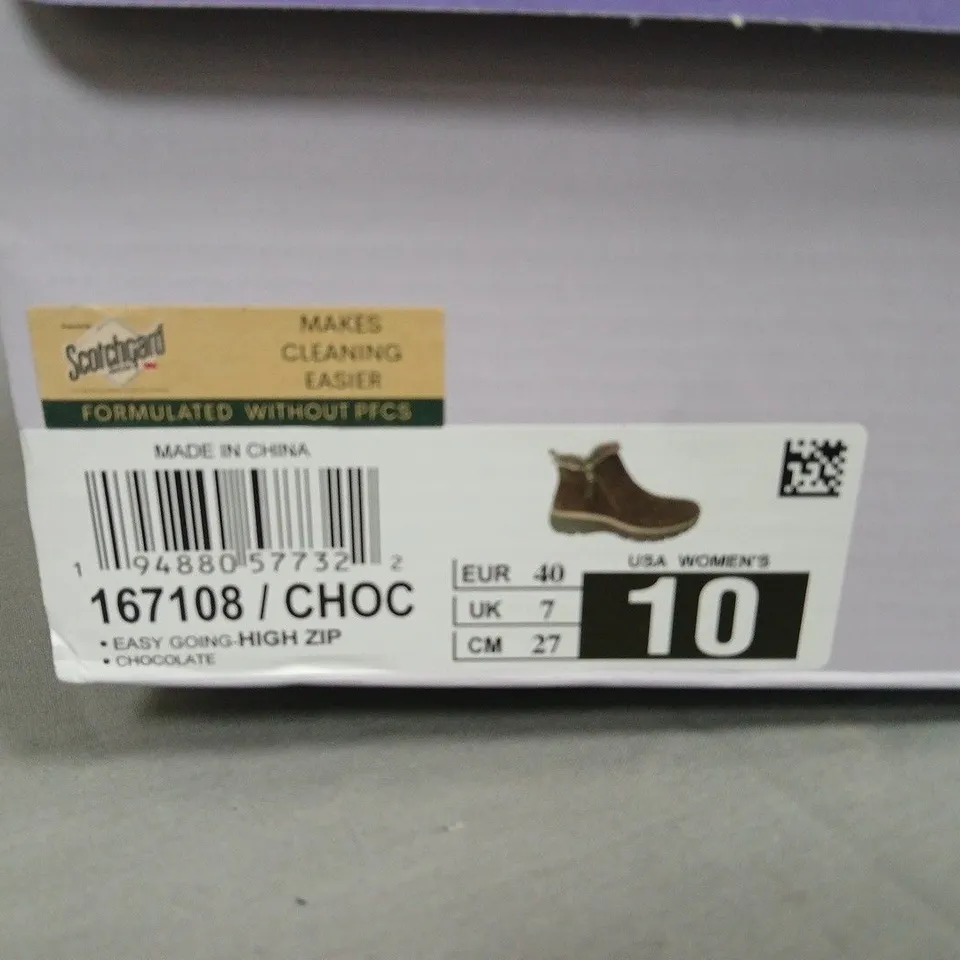 Scotchgard
MAKES
CLEANING
EASIER
FORMULATED WITHOUT PFCS
MADE IN CHINA
1 94880 57732 2
167108 / CHOC
• EASY GOING-HIGH ZIP
• CHOCOLATE
EUR 40
UK 7
CM 27
USA WOMEN'S
10